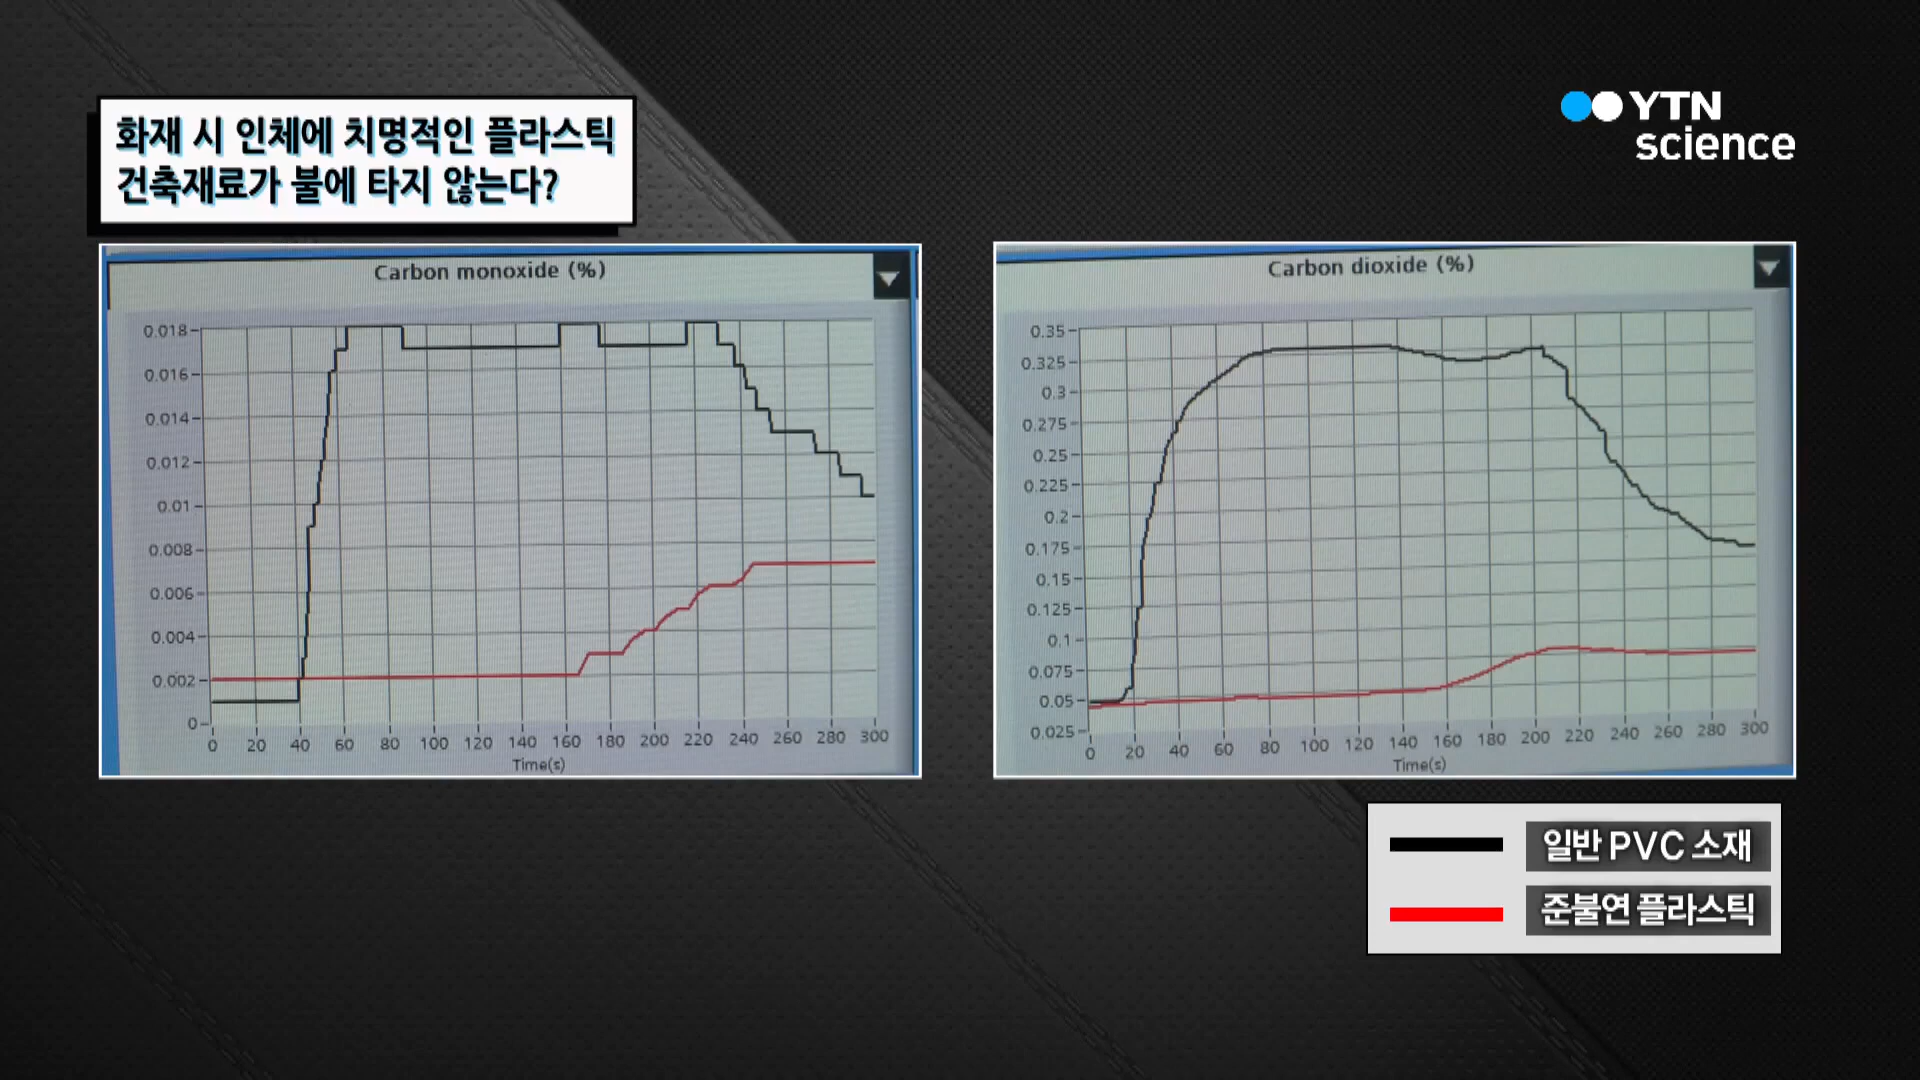 화재 시 인체에 치명적인 플라스틱
건축재료가 불에 타지 않는다?
YTN
science
Carbon monoxide (%)
0.018
0.016
0.014
0.012
0.01
0.008
0.006
0.004
0.002
0
0 20 40 60 80 100 120 140 160 180 200 220 240 260 280 300
Time(s)
Carbon dioxide (%)
0.35
0.325
0.3
0.275
0.25
0.225
0.2
0.175
0.15
0.125
0.1
0.075
0.05
0.025
0 20 40 60 80 100 120 140 160 180 200 220 240 260 280 300
Time(s)
일반 PVC 소재
준불연 플라스틱